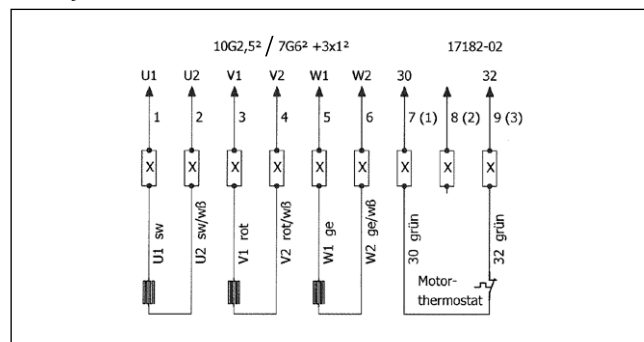 10G2,5² / 7G6² +3x1² 17182-02
U1 U2 V1 V2 W1 W2 30 32
1 2 3 4 5 6 7 (1) 8 (2) 9 (3)
X X X X X X X X X
U1 sw
U2 sw/wß
V1 rot
V2 rot/wß
W1 ge
W2 ge/wß
30 grün
32 grün
Motor-
thermostat